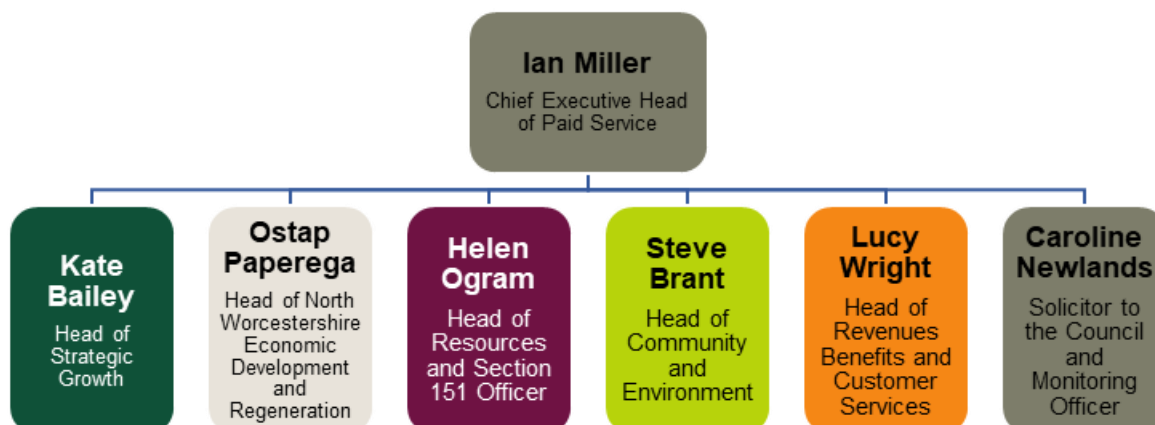 Ian Miller
Chief Executive Head
of Paid Service
Kate
Bailey
Head of
Strategic
Growth
Ostap
Paperega
Head of North
Worcestershire
Economic
Development
and
Regeneration
Helen
Ogram
Head of
Resources
and Section
151 Officer
Steve
Brant
Head of
Community
and
Environment
Lucy
Wright
Head of
Revenues
Benefits and
Customer
Services
Caroline
Newlands
Solicitor to
the Council
and
Monitoring
Officer